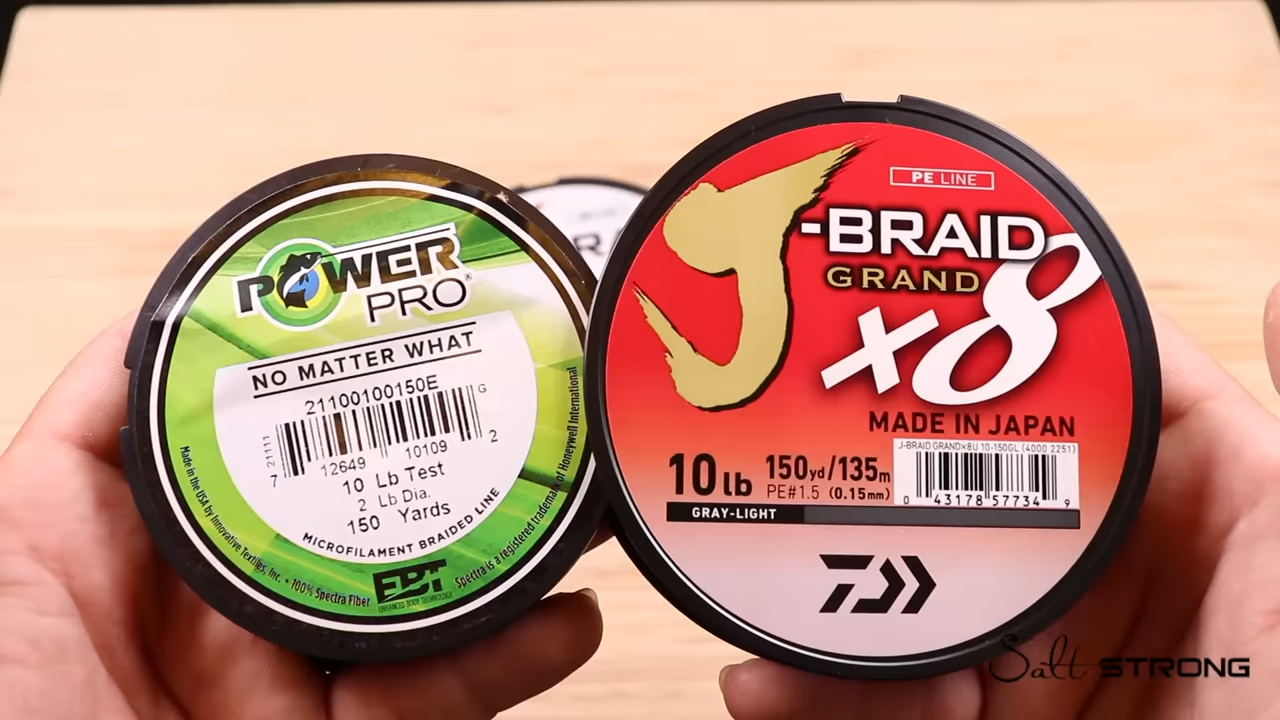 POWER
PRO®
NO MATTER WHAT
21100100150E
G
21111
7 12649 10109 2
10 Lb Test
2 Lb Dia.
150 Yards
MICROFILAMENT BRAIDED LINE
Made in the USA by Innovative Textiles, Inc. • 100% Spectra Fiber
EBT
ENHANCED BODY TECHNOLOGY
Spectra is a registered trademark of Honeywell International
PE LINE
J-BRAID
GRAND
x8
MADE IN JAPAN
J-BRAID GRAND×8U 10-150GL (4000 2251)
0 43178 57734 9
10lb 150yd/135m
PE#1.5 (0.15mm)
GRAY-LIGHT
Salt STRONG